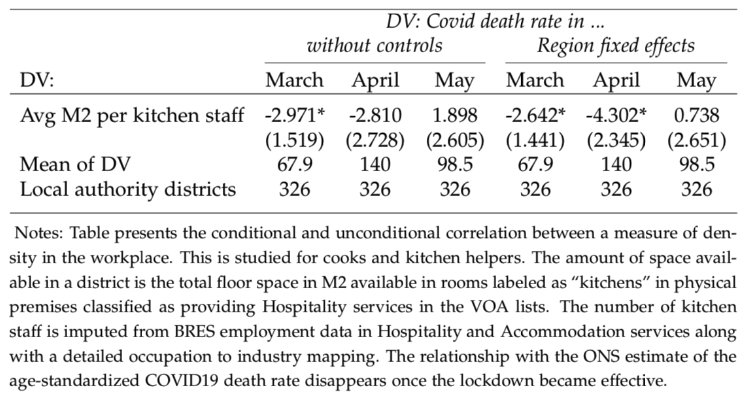 DV: Covid death rate in ...
without controls Region fixed effects
DV: March April May March April May
Avg M2 per kitchen staff -2.971* -2.810 1.898 -2.642* -4.302* 0.738
(1.519) (2.728) (2.605) (1.441) (2.345) (2.651)
Mean of DV 67.9 140 98.5 67.9 140 98.5
Local authority districts 326 326 326 326 326 326
Notes: Table presents the conditional and unconditional correlation between a measure of den-
sity in the workplace. This is studied for cooks and kitchen helpers. The amount of space avail-
able in a district is the total floor space in M2 available in rooms labeled as “kitchens” in physical
premises classified as providing Hospitality services in the VOA lists. The number of kitchen
staff is imputed from BRES employment data in Hospitality and Accommodation services along
with a detailed occupation to industry mapping. The relationship with the ONS estimate of the
age-standardized COVID19 death rate disappears once the lockdown became effective.